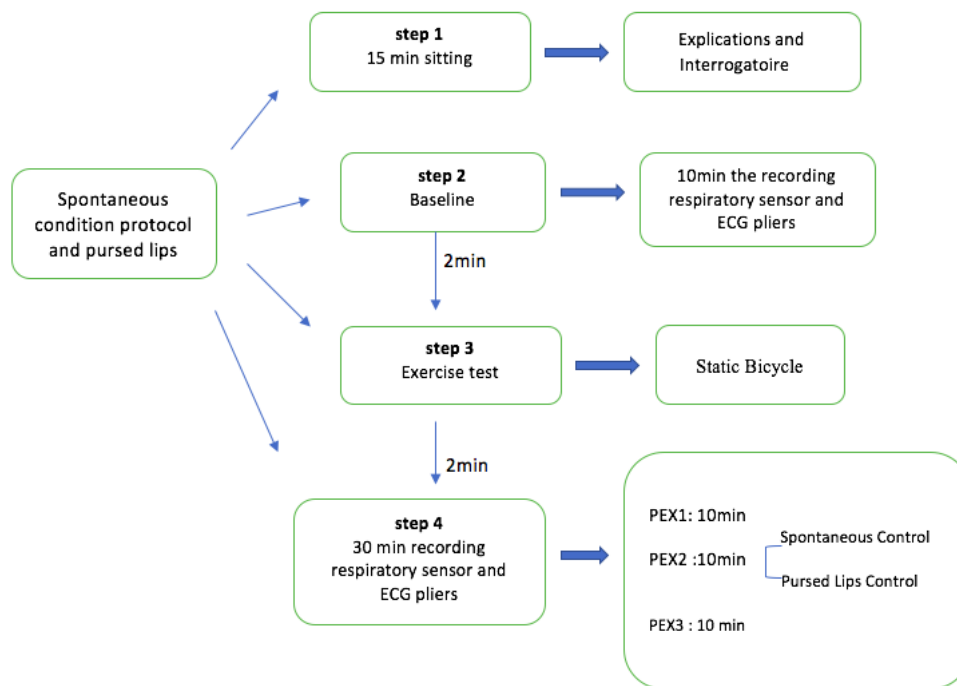 step 1
15 min sitting
Explications and
Interrogatoire
Spontaneous
condition protocol
and pursed lips
step 2
Baseline
10min the recording
respiratory sensor and
ECG pliers
2min
step 3
Exercise test
Static Bicycle
2min
step 4
30 min recording
respiratory sensor and
ECG pliers
PEX1: 10min
Spontaneous Control
PEX2 :10min
Pursed Lips Control
PEX3 : 10 min